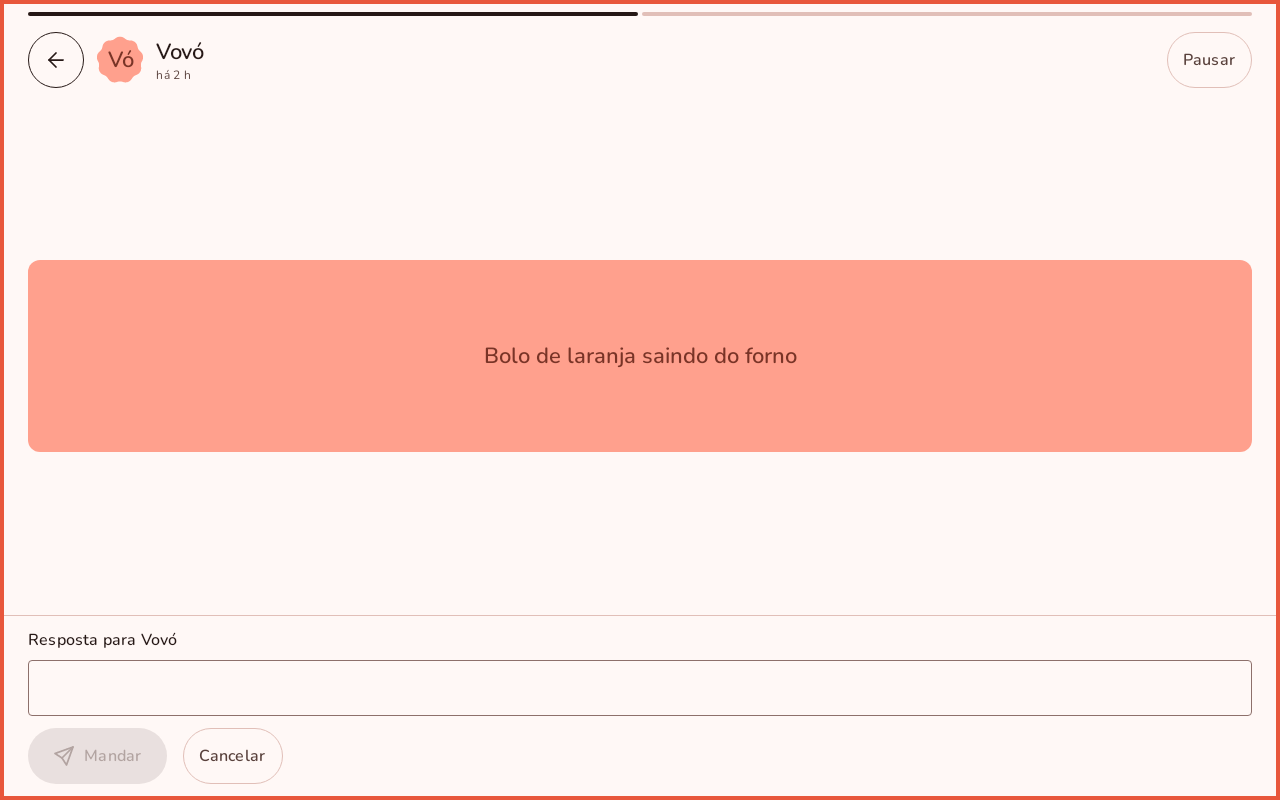 Vó
Vovó
há 2 h
Pausar
Bolo de laranja saindo do forno
Resposta para Vovó
Mandar
Cancelar